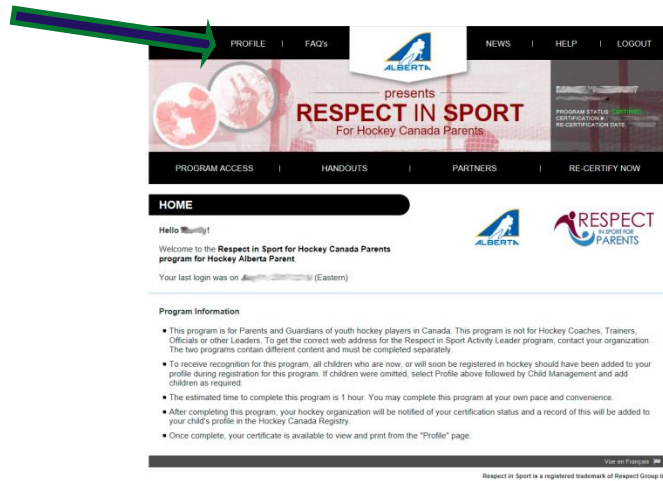 PROFILE | FAQ's NEWS | HELP | LOGOUT
ALBERTA
presents
RESPECT IN SPORT
For Hockey Canada Parents
PROGRAM STATUS: CERTIFIED
CERTIFICATION #:
RE-CERTIFICATION DATE:
PROGRAM ACCESS | HANDOUTS | PARTNERS | RE-CERTIFY NOW
HOME
Hello
Welcome to the Respect in Sport for Hockey Canada Parents
program for Hockey Alberta Parent.
Your last login was on (Eastern)
ALBERTA
RESPECT
IN SPORT FOR
PARENTS
Program Information
• This program is for Parents and Guardians of youth hockey players in Canada. This program is not for Hockey Coaches, Trainers,
Officials or other Leaders. To get the correct web address for the Respect in Sport Activity Leader program, contact your organization.
The two programs contain different content and must be completed separately.
• To receive recognition for this program, all children who are now, or will soon be registered in hockey should have been added to your
profile during registration for this program. If children were omitted, select Profile above followed by Child Management and add
children as required.
• The estimated time to complete this program is 1 hour. You may complete this program at your own pace and convenience.
• After completing this program, your hockey organization will be notified of your certification status and a record of this will be added to
your child's profile in the Hockey Canada Registry.
• Once complete, your certificate is available to view and print from the "Profile" page.
Vue en Français
Respect in Sport is a registered trademark of Respect Group